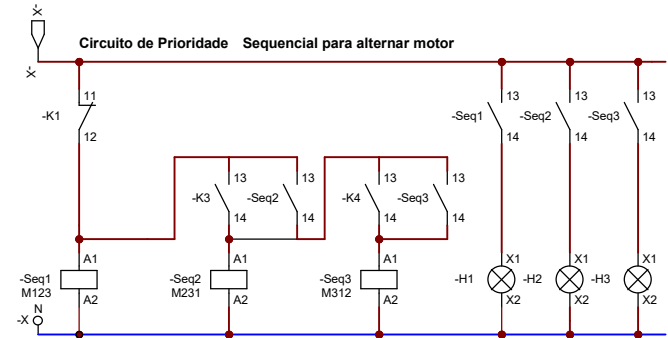 X-
Circuito de Prioridade Sequencial para alternar motor
X-
11
-K1
12
13
-Seq1
14
13
-Seq2
14
13
-Seq3
14
13
-K3
14
13
-Seq2
14
13
-K4
14
13
-Seq3
14
A1
-Seq1
M123
A2
A1
-Seq2
M231
A2
A1
-Seq3
M312
A2
X1
-H1
X2
X1
-H2
X2
X1
-H3
X2
N
-X